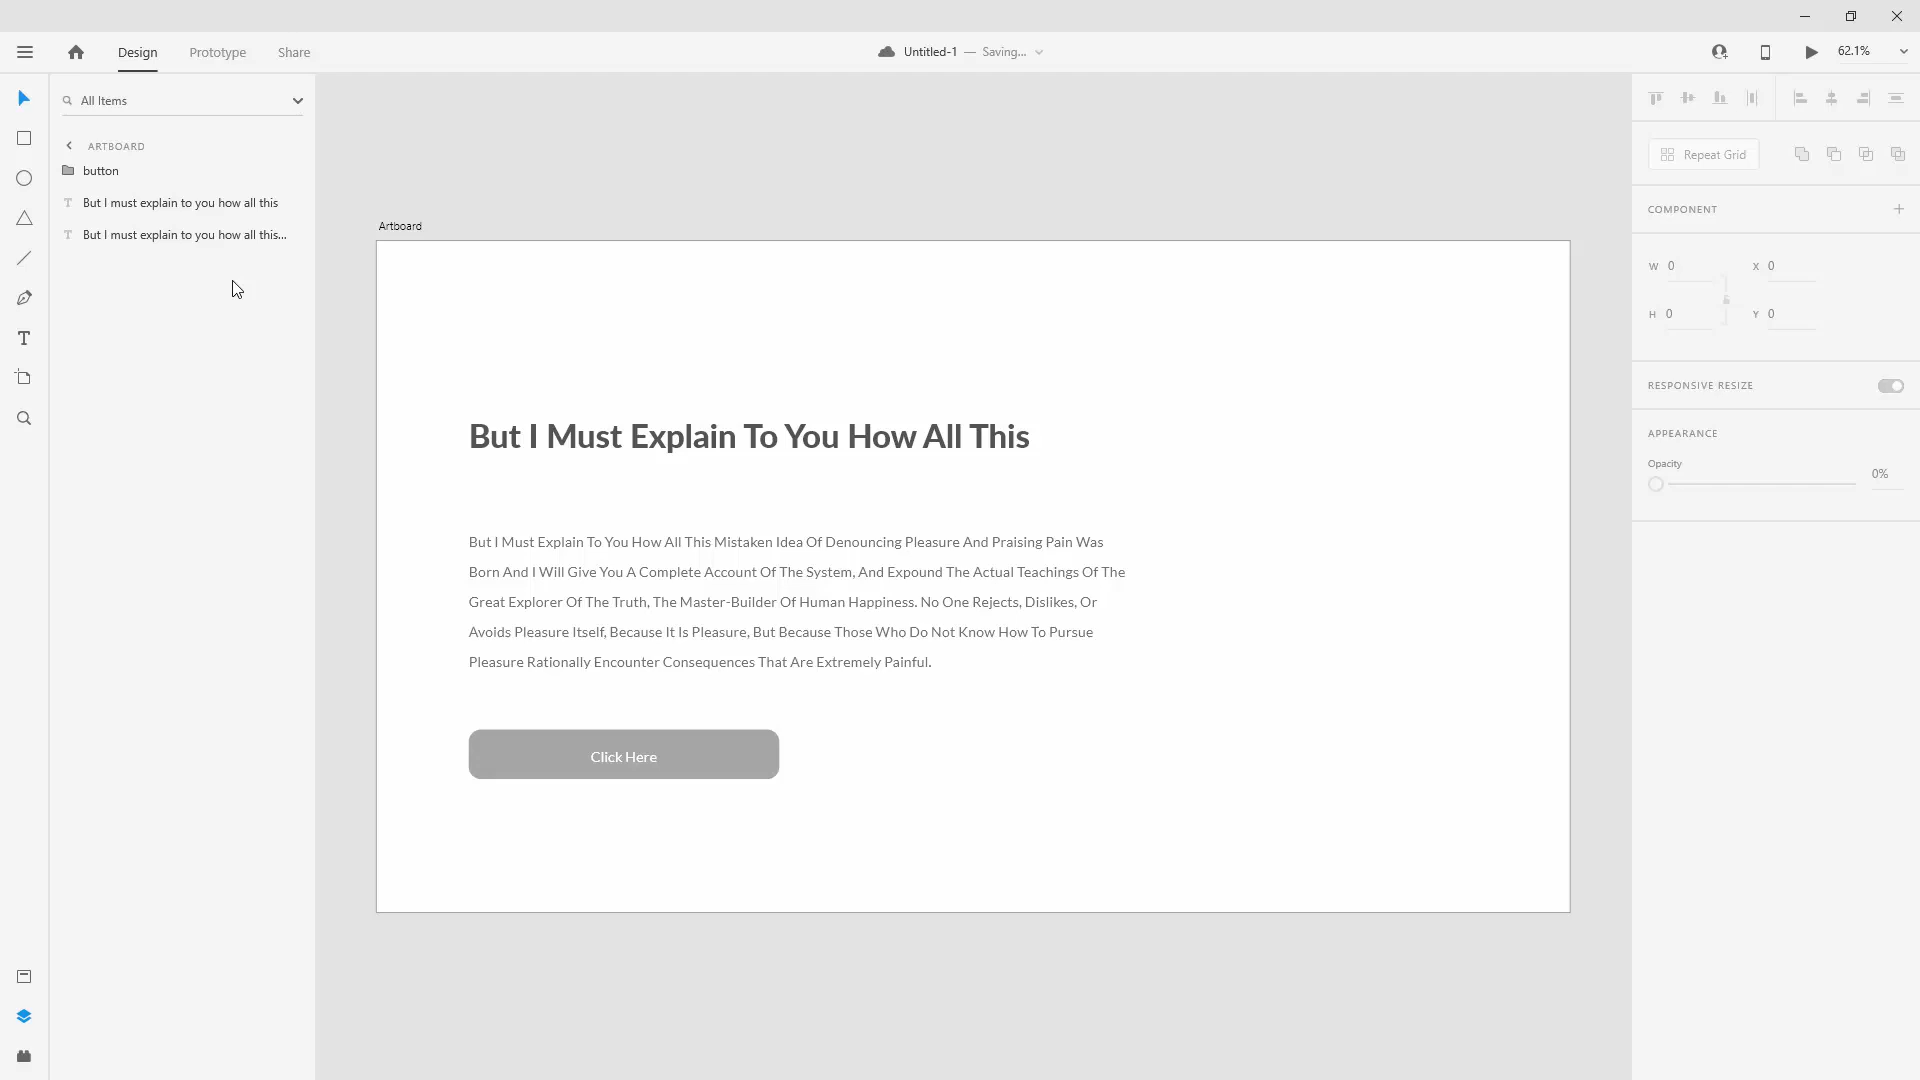 Design
Prototype
Share
Untitled-1 — Saving...
62.1%
All Items
ARTBOARD
button
But I must explain to you how all this
But I must explain to you how all this...
Artboard
But I Must Explain To You How All This
But I Must Explain To You How All This Mistaken Idea Of Denouncing Pleasure And Praising Pain Was
Born And I Will Give You A Complete Account Of The System, And Expound The Actual Teachings Of The
Great Explorer Of The Truth, The Master-Builder Of Human Happiness. No One Rejects, Dislikes, Or
Avoids Pleasure Itself, Because It Is Pleasure, But Because Those Who Do Not Know How To Pursue
Pleasure Rationally Encounter Consequences That Are Extremely Painful.
Click Here
Repeat Grid
COMPONENT
W 0
X 0
H 0
Y 0
RESPONSIVE RESIZE
APPEARANCE
Opacity
0%